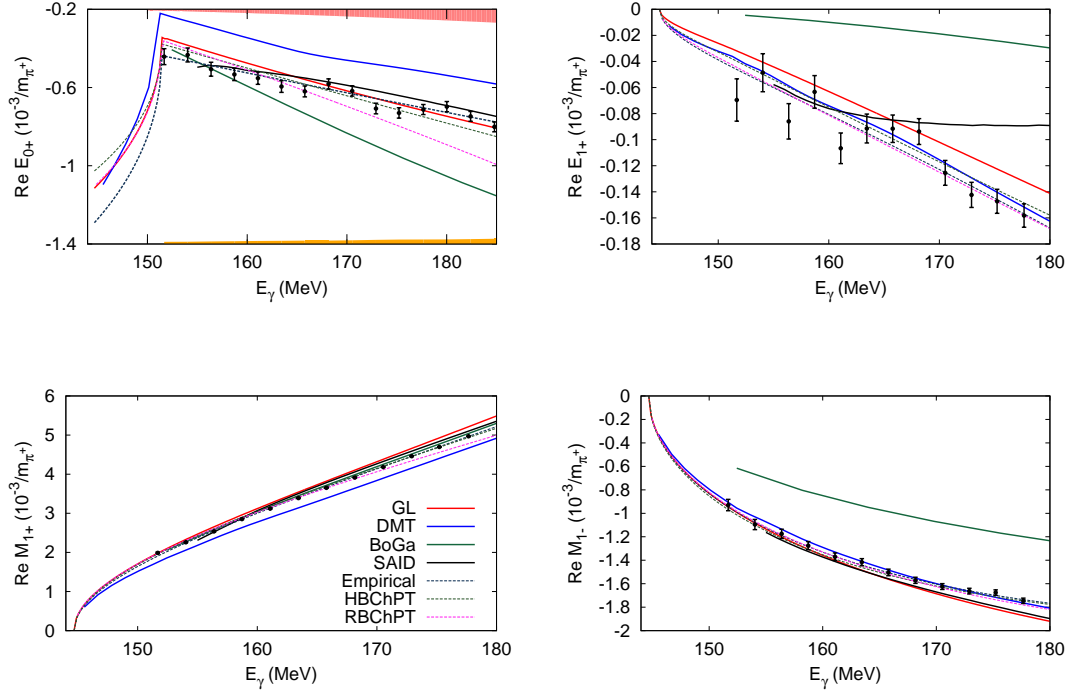 -0.2 -0.6 -1 -1.4
Re E0+ (10^-3/mπ+)
150 160 170 180
Eγ (MeV)
0 -0.02 -0.04 -0.06 -0.08 -0.1 -0.12 -0.14 -0.16 -0.18
Re E1+ (10^-3/mπ+)
150 160 170 180
Eγ (MeV)
6 5 4 3 2 1 0
Re M1+ (10^-3/mπ+)
GL
DMT
BoGa
SAID
Empirical
HBChPT
RBChPT
150 160 170 180
Eγ (MeV)
0 -0.2 -0.4 -0.6 -0.8 -1 -1.2 -1.4 -1.6 -1.8 -2
Re M1- (10^-3/mπ+)
150 160 170 180
Eγ (MeV)